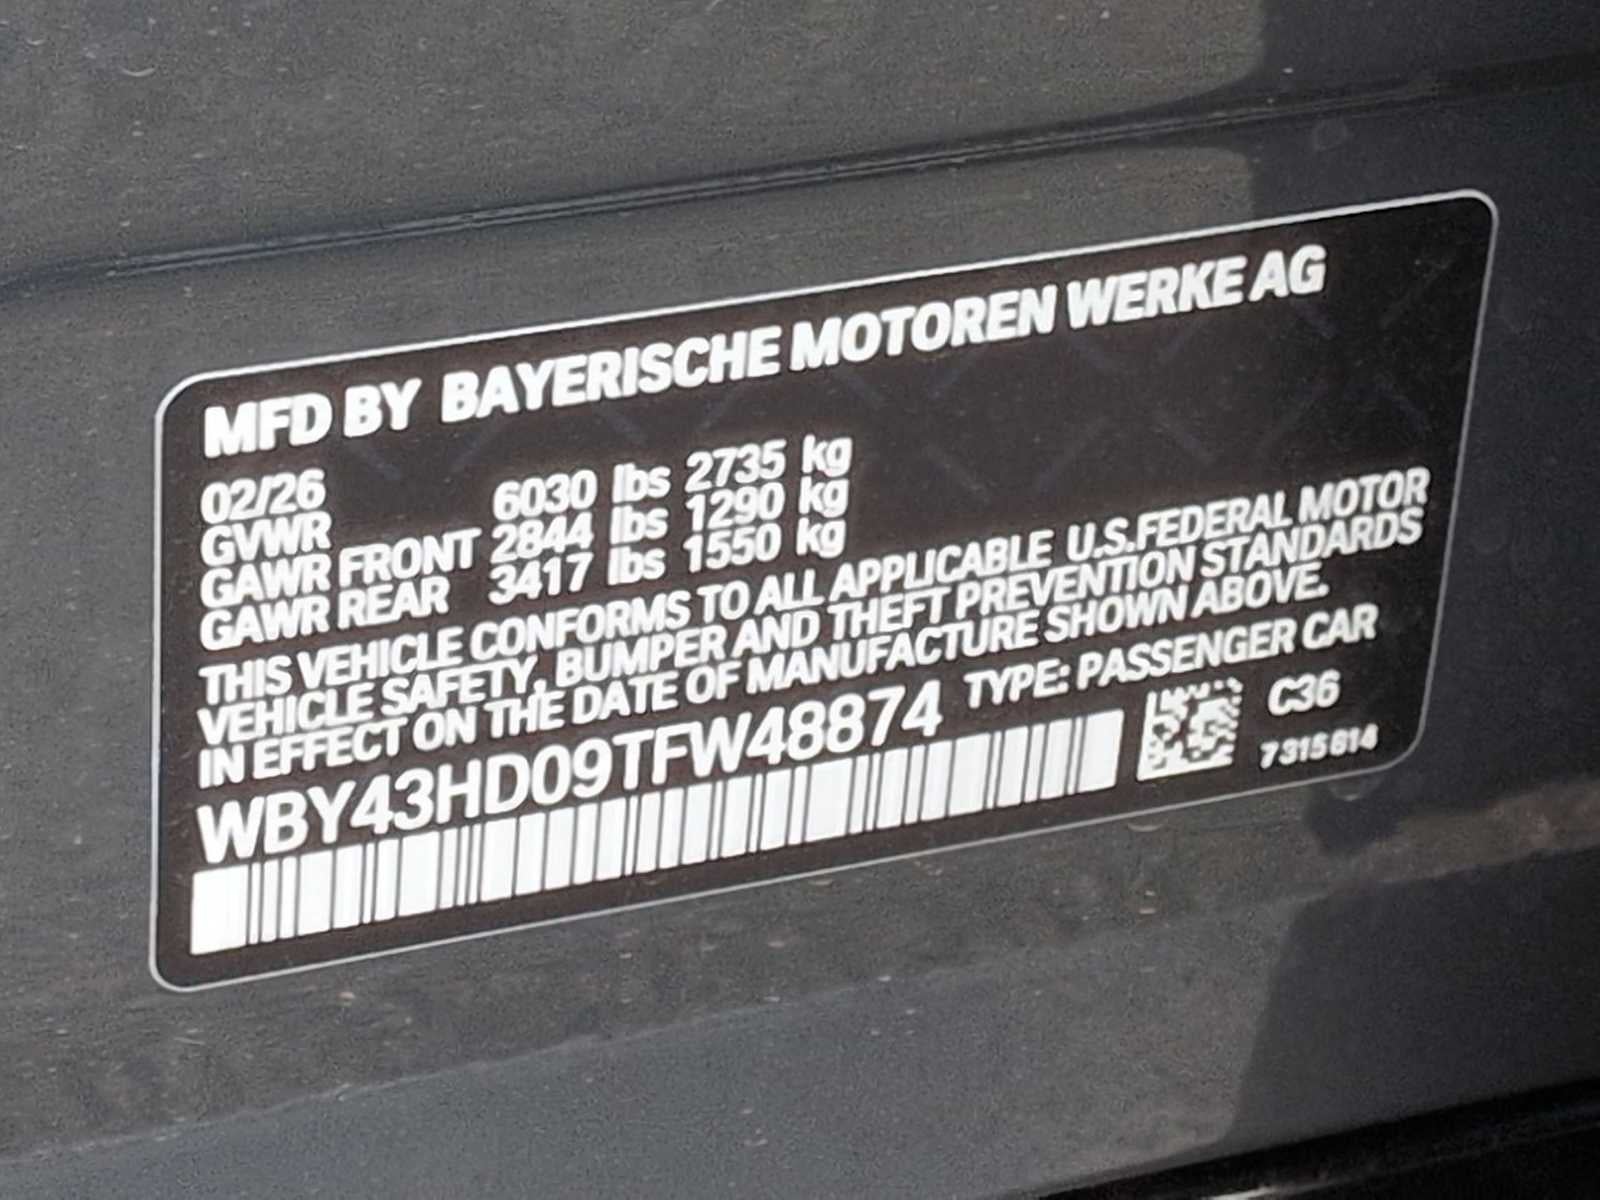 MFD BY BAYERISCHE MOTOREN WERKE AG
02/26
GVWR 6030 lbs 2735 kg
GAWR FRONT 2844 lbs 1290 kg
GAWR REAR 3417 lbs 1550 kg
THIS VEHICLE CONFORMS TO ALL APPLICABLE U.S.FEDERAL MOTOR
VEHICLE SAFETY, BUMPER AND THEFT PREVENTION STANDARDS
IN EFFECT ON THE DATE OF MANUFACTURE SHOWN ABOVE.
WBY43HD09TFW48874 TYPE: PASSENGER CAR
C36
7315814